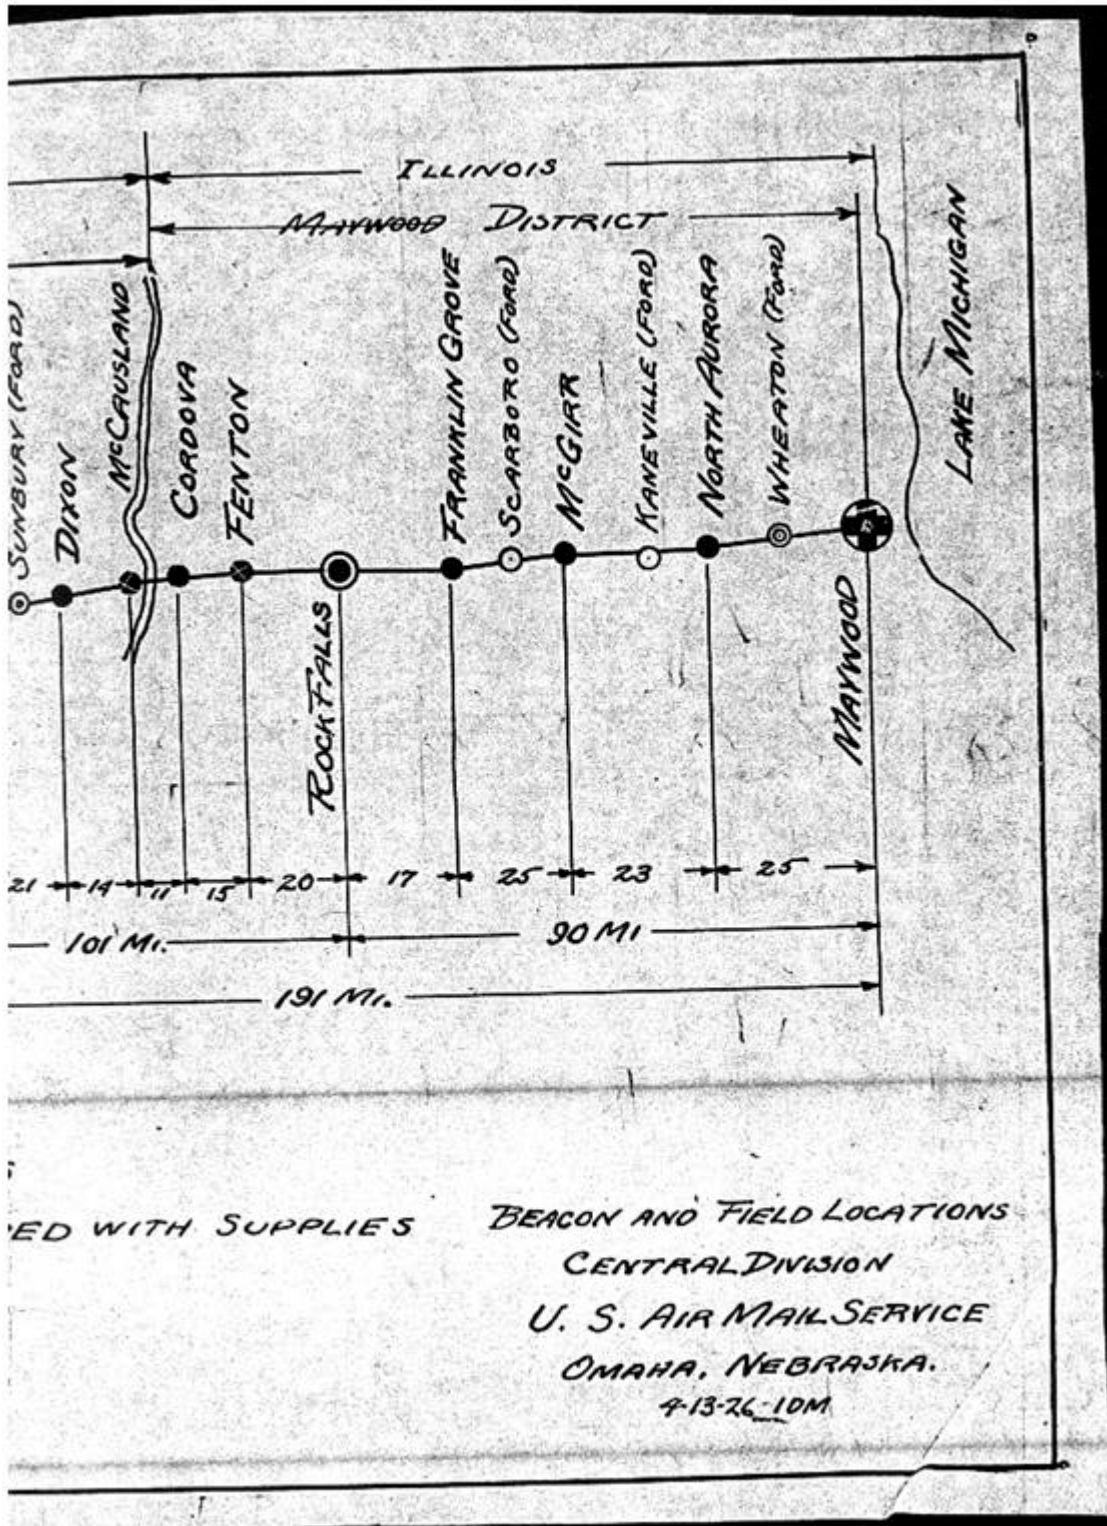 ILLINOIS
MAYWOOD DISTRICT
SUNBURY (FORD)
DIXON
McCAUSLAND
CORDOVA
FENTON
ROCK FALLS
FRANKLIN GROVE
SCARBORO (FORD)
McGIRR
KANEVILLE (FORD)
NORTH AURORA
WHEATON (FORD)
MAYWOOD
LAKE MICHIGAN
21 14 11 15 20 17 25 23 25
101 MI. 90 MI
191 MI.
S
ED WITH SUPPLIES
BEACON AND FIELD LOCATIONS
CENTRAL DIVISION
U. S. AIR MAIL SERVICE
OMAHA, NEBRASKA.
4-13-26-IDM